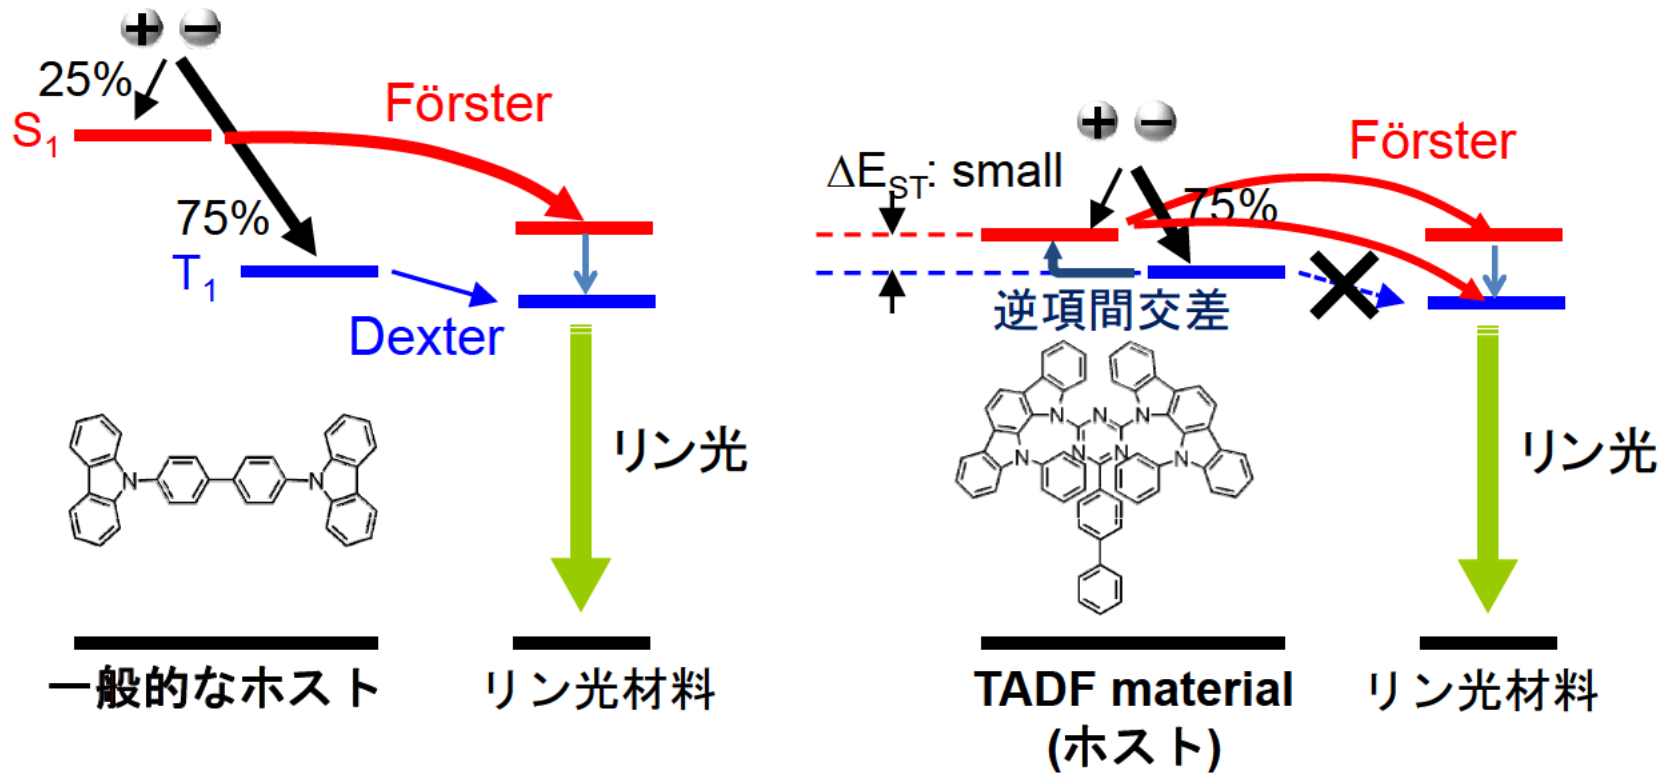 + −
25%
Förster
S1
75%
T1
Dexter
N
N
リン光
一般的なホスト
リン光材料
+ −
Förster
ΔEST: small
75%
逆項間交差
N
N
N
N
N
N
N
リン光
TADF material
(ホスト)
リン光材料